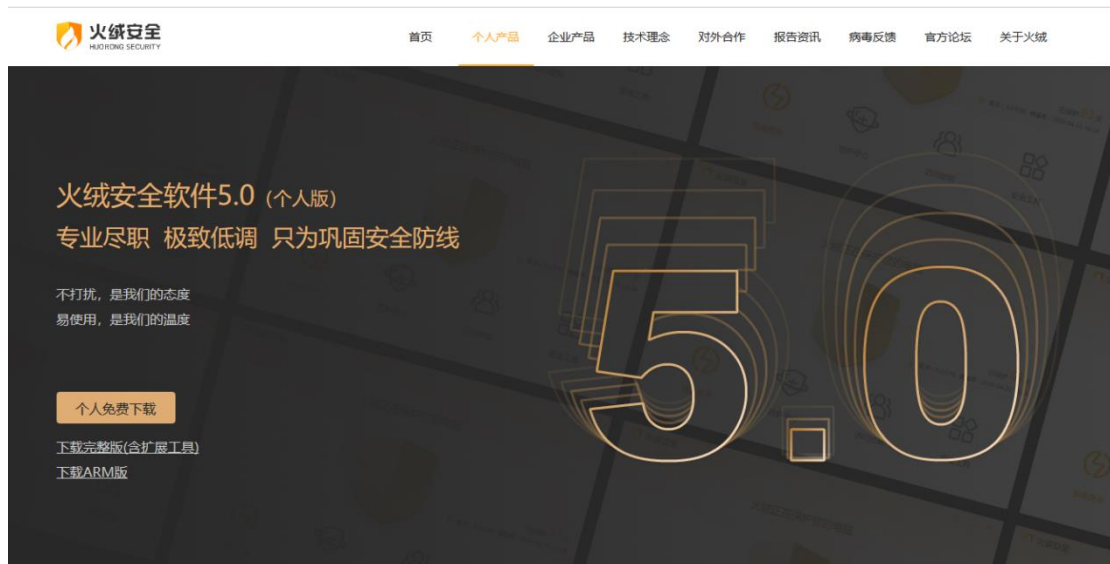 火绒安全
HUORONG SECURITY
首页 个人产品 企业产品 技术理念 对外合作 报告资讯 病毒反馈 官方论坛 关于火绒
火绒安全软件5.0 (个人版)
专业尽职 极致低调 只为巩固安全防线
不打扰，是我们的态度
易使用，是我们的温度
个人免费下载
下载完整版(含扩展工具)
下载ARM版
5.0